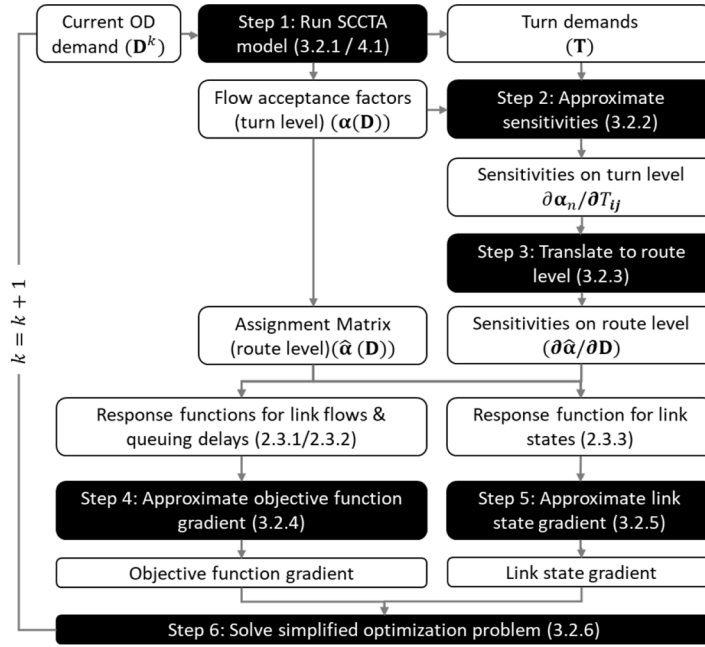 Current OD
demand (𝐃ᵏ)
Step 1: Run SCCTA
model (3.2.1 / 4.1)
Turn demands
(𝐓)
Flow acceptance factors
(turn level) (𝛂(𝐃))
Step 2: Approximate
sensitivities (3.2.2)
Sensitivities on turn level
∂𝛂ₙ/𝝏T𝒊𝒋
Step 3: Translate to route
level (3.2.3)
k = k + 1
Assignment Matrix
(route level)(𝛂̂ (𝐃))
Sensitivities on route level
(𝝏𝛂̂/𝝏𝐃)
Response functions for link flows &
queuing delays (2.3.1/2.3.2)
Response function for link
states (2.3.3)
Step 4: Approximate objective function
gradient (3.2.4)
Step 5: Approximate link
state gradient (3.2.5)
Objective function gradient
Link state gradient
Step 6: Solve simplified optimization problem (3.2.6)